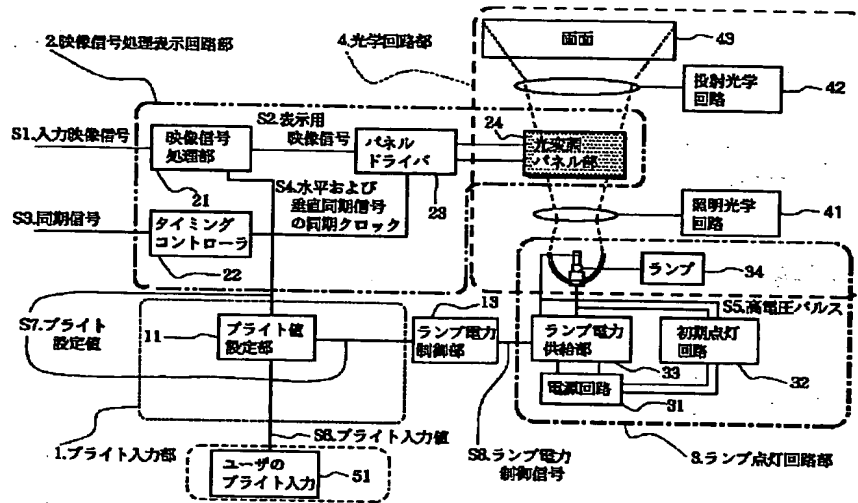 画面
43
2.映像信号処理表示回路部
4.光学回路部
投射光学
回路
42
S1.入力映像信号
映像信号
処理部
21
S2.表示用
映像信号
パネル
ドライバ
23
24
光変調
パネル部
S4.水平および
垂直同期信号
の同期クロック
照明光学
回路
41
S3.同期信号
タイミング
コントローラ
22
ランプ
34
S5.高電圧パルス
13
S7.ブライト
設定値
11
ブライト値
設定部
ランプ電力
制御部
ランプ電力
供給部
33
初期点灯
回路
32
電源回路
31
S6.ブライト入力値
1.ブライト入力部
S8.ランプ電力
制御信号
3.ランプ点灯回路部
ユーザの
ブライト入力
51